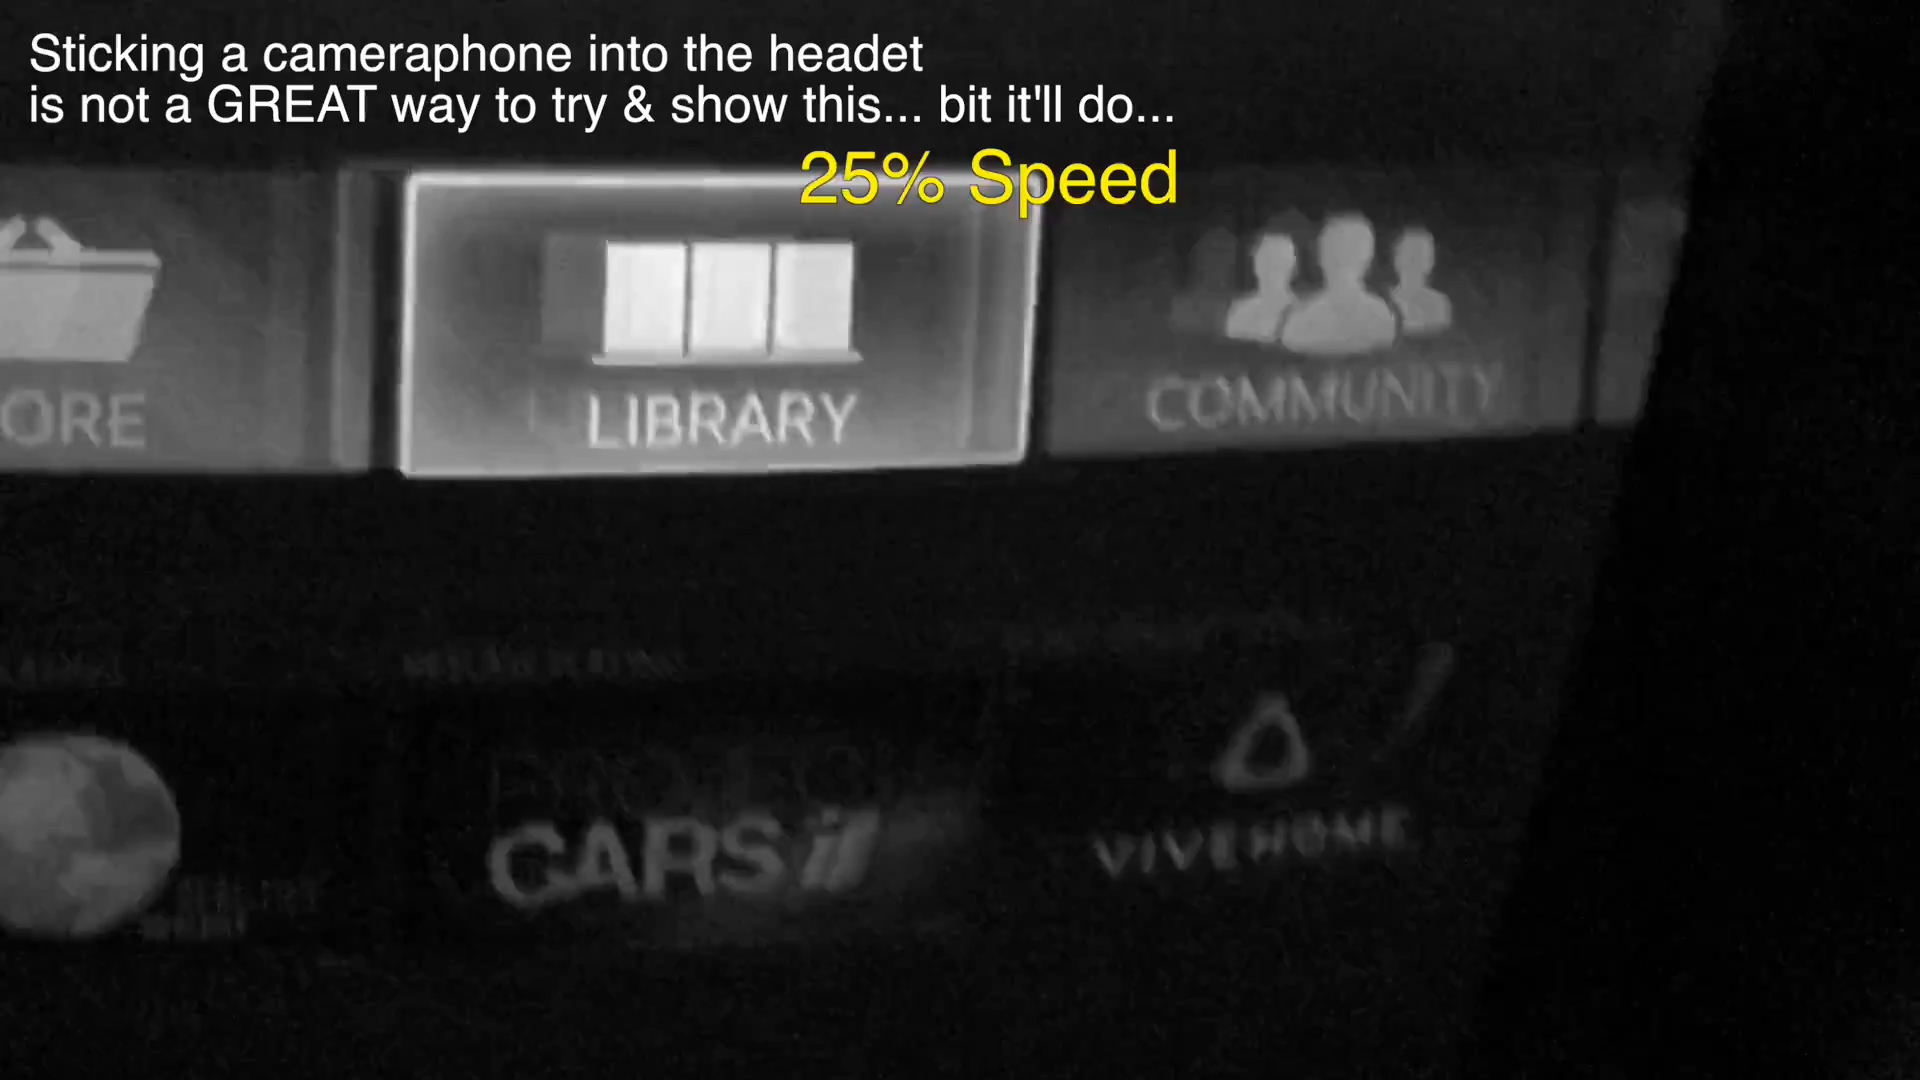 Sticking a cameraphone into the headet
is not a GREAT way to try & show this... bit it'll do...
25% Speed
ORE
LIBRARY
COMMUNITY
CARS
VIVEHOME